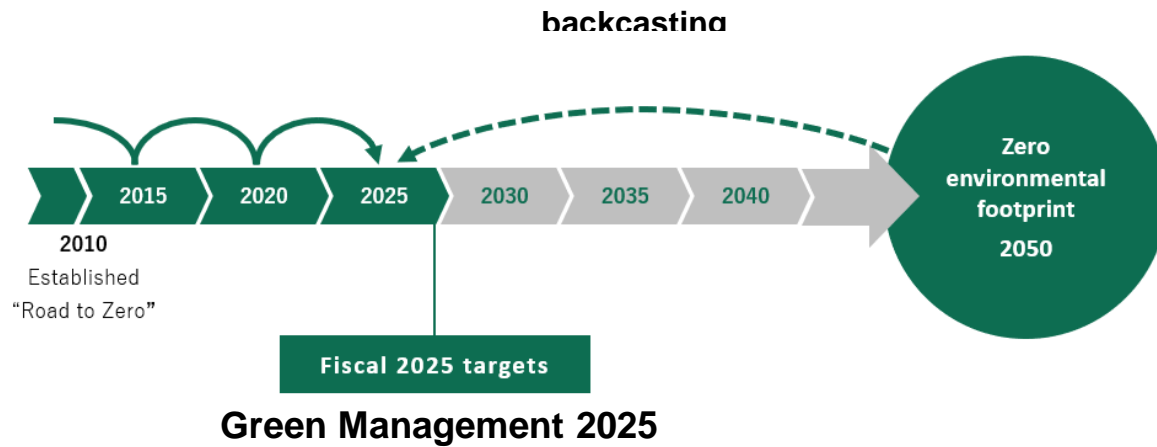 backcasting
2015
2020
2025
2030
2035
2040
Zero
environmental
footprint
2050
2010
Established
“Road to Zero”
Fiscal 2025 targets
Green Management 2025